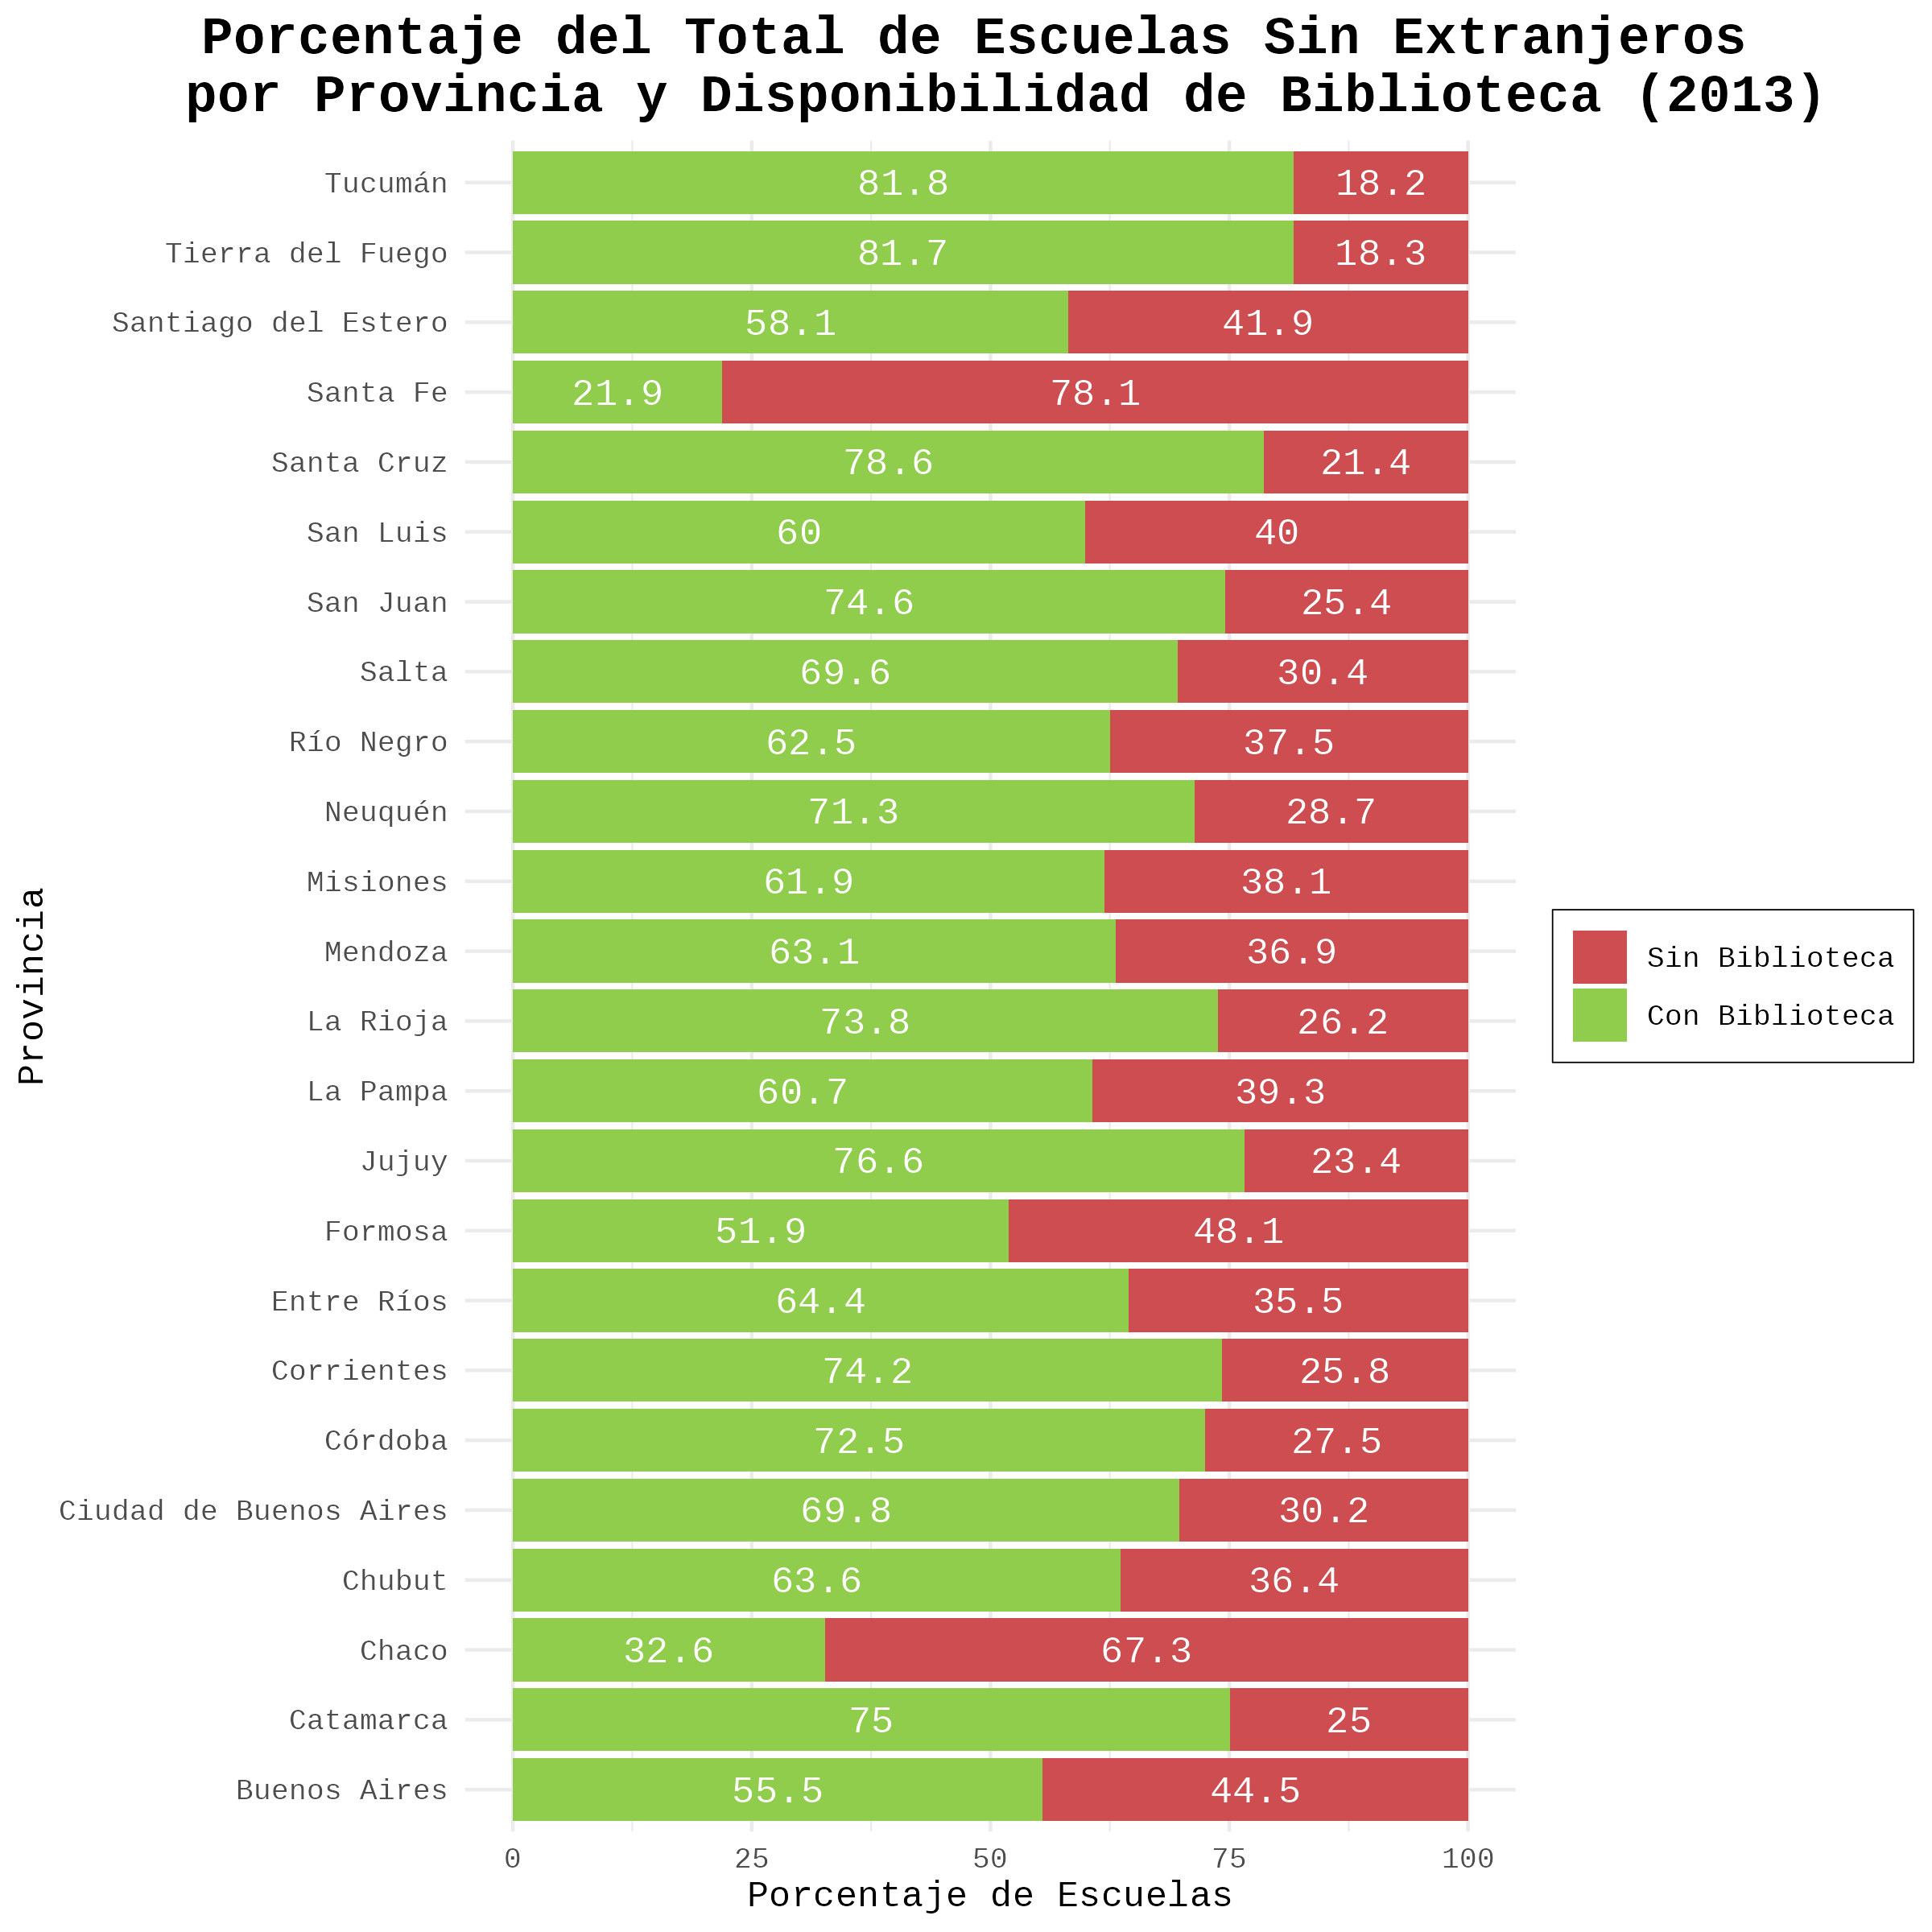 Porcentaje del Total de Escuelas Sin Extranjeros
por Provincia y Disponibilidad de Biblioteca (2013)
Provincia
Tucumán 81.8 18.2
Tierra del Fuego 81.7 18.3
Santiago del Estero 58.1 41.9
Santa Fe 21.9 78.1
Santa Cruz 78.6 21.4
San Luis 60 40
San Juan 74.6 25.4
Salta 69.6 30.4
Río Negro 62.5 37.5
Neuquén 71.3 28.7
Misiones 61.9 38.1
Mendoza 63.1 36.9
La Rioja 73.8 26.2
La Pampa 60.7 39.3
Jujuy 76.6 23.4
Formosa 51.9 48.1
Entre Ríos 64.4 35.5
Corrientes 74.2 25.8
Córdoba 72.5 27.5
Ciudad de Buenos Aires 69.8 30.2
Chubut 63.6 36.4
Chaco 32.6 67.3
Catamarca 75 25
Buenos Aires 55.5 44.5
0 25 50 75 100
Porcentaje de Escuelas
Sin Biblioteca
Con Biblioteca